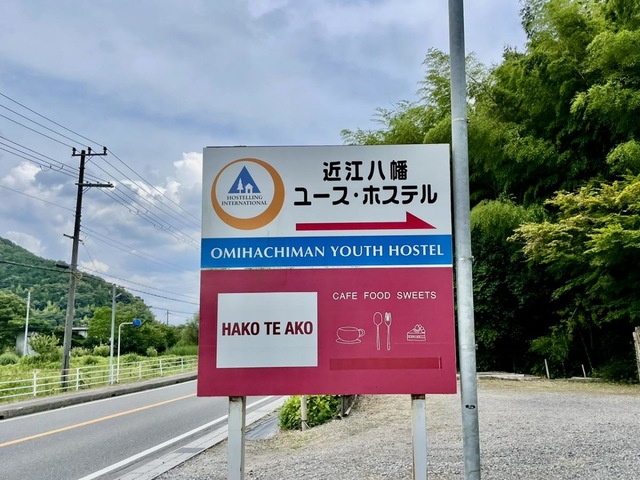 HOSTELLING
INTERNATIONAL
近江八幡
ユース・ホステル
OMIHACHIMAN YOUTH HOSTEL
CAFE FOOD SWEETS
HAKO TE AKO